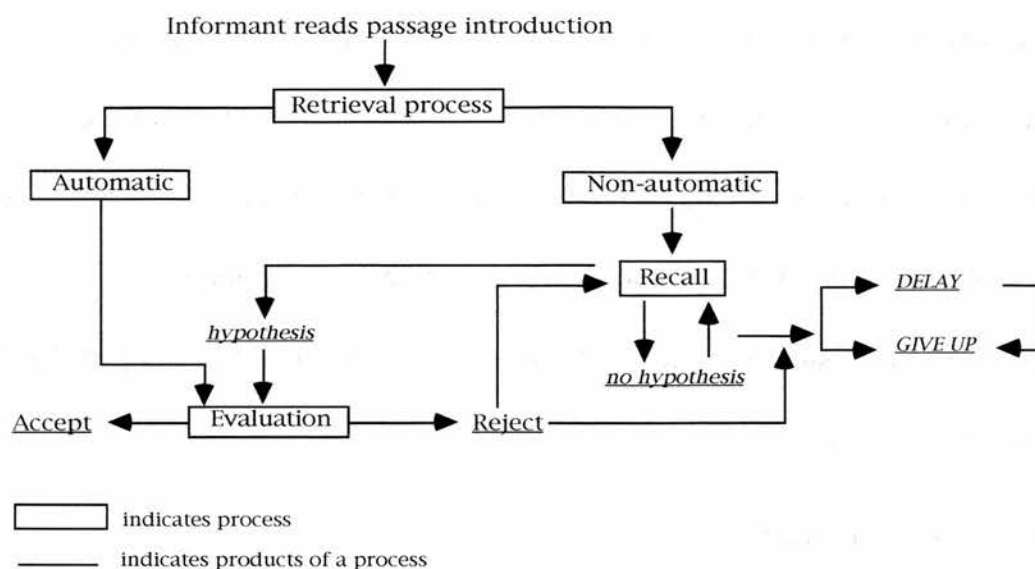 Informant reads passage introduction
Retrieval process
Automatic
Non-automatic
Recall
DELAY
hypothesis
GIVE UP
no hypothesis
Accept
Evaluation
Reject
indicates process
indicates products of a process